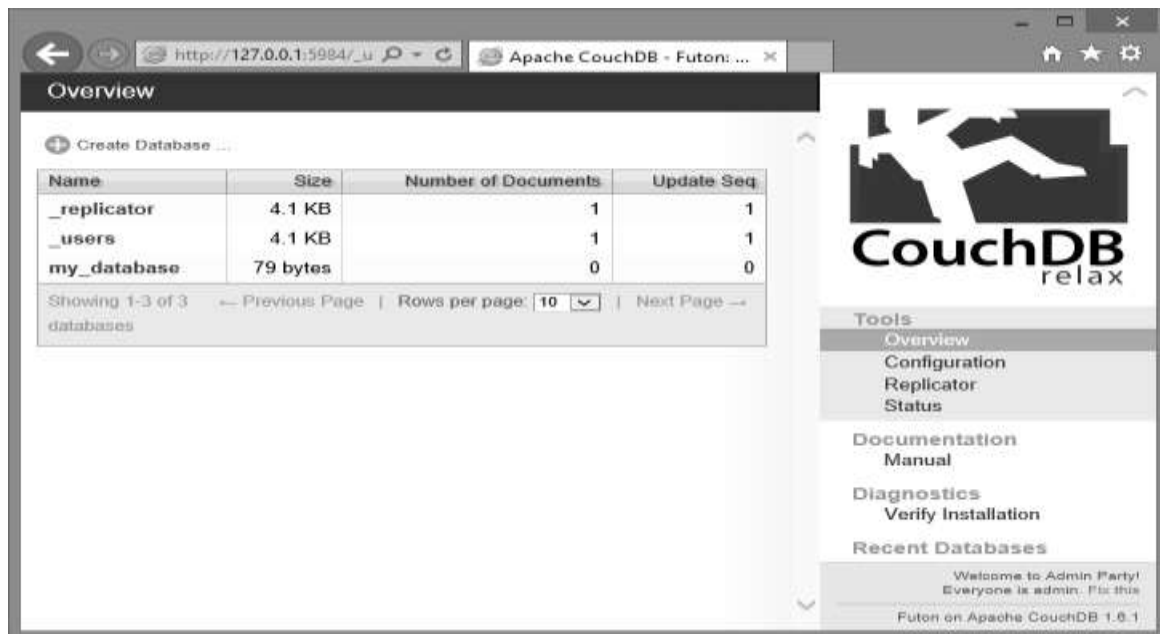 http://127.0.0.1:5984/_u
Apache CouchDB - Futon: ...
Overview
Create Database ...
Name Size Number of Documents Update Seq
_replicator 4.1 KB 1 1
_users 4.1 KB 1 1
my_database 79 bytes 0 0
Showing 1-3 of 3 databases ← Previous Page | Rows per page: 10 | Next Page →
CouchDB
relax
Tools
Overview
Configuration
Replicator
Status
Documentation
Manual
Diagnostics
Verify Installation
Recent Databases
Welcome to Admin Party!
Everyone is admin. Fix this
Futon on Apache CouchDB 1.6.1